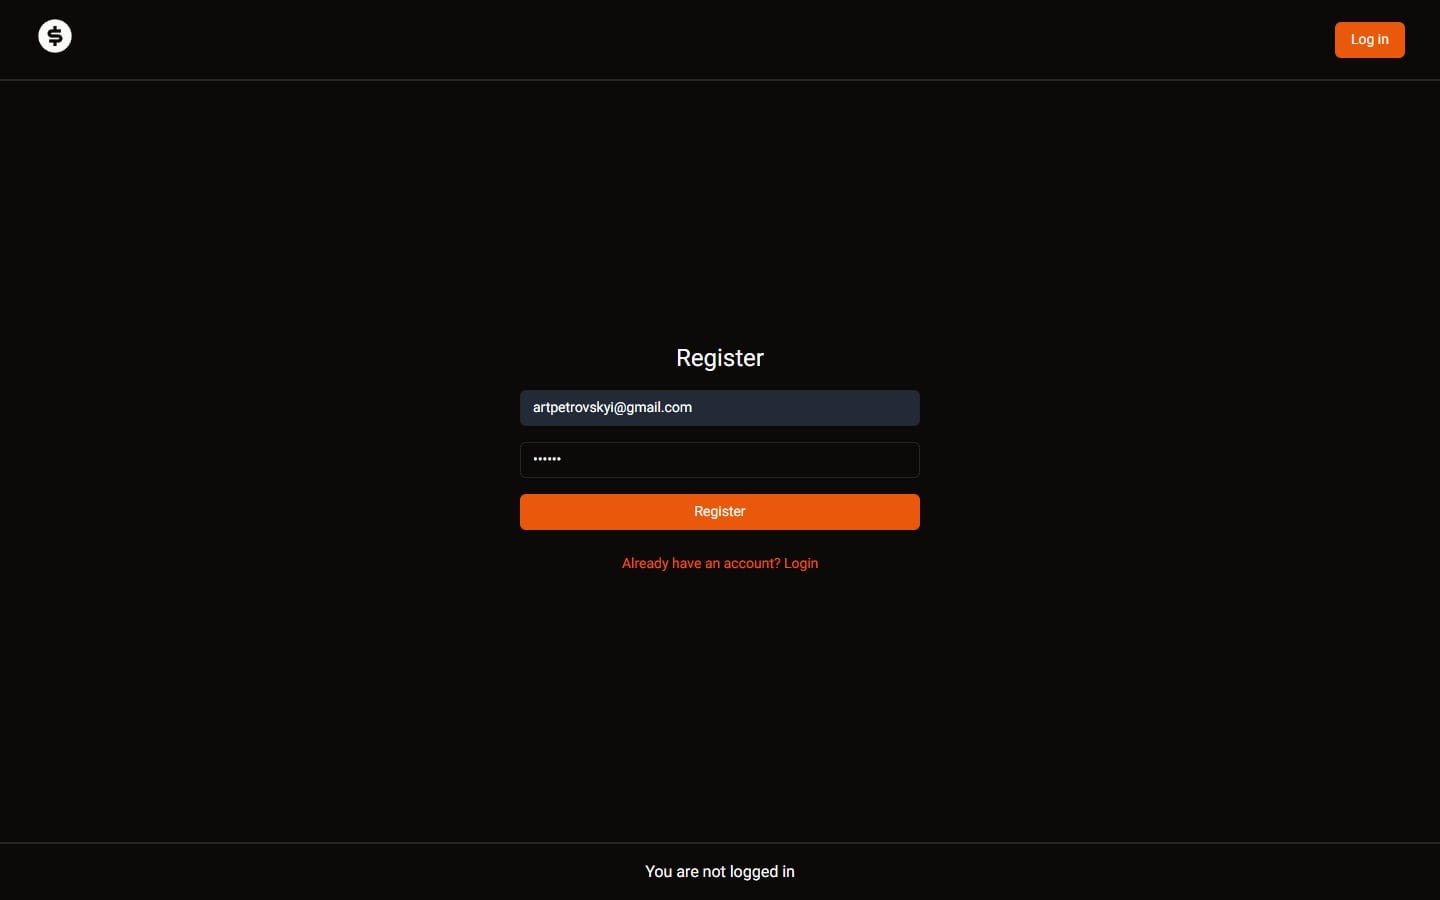 $
Log in
Register
artpetrovskyi@gmail.com
••••••
Register
Already have an account? Login
You are not logged in